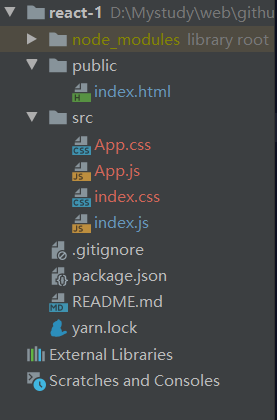 react-1 D:\Mystudy\web\githu
node_modules library root
public
index.html
src
App.css
App.js
index.css
index.js
.gitignore
package.json
README.md
yarn.lock
External Libraries
Scratches and Consoles